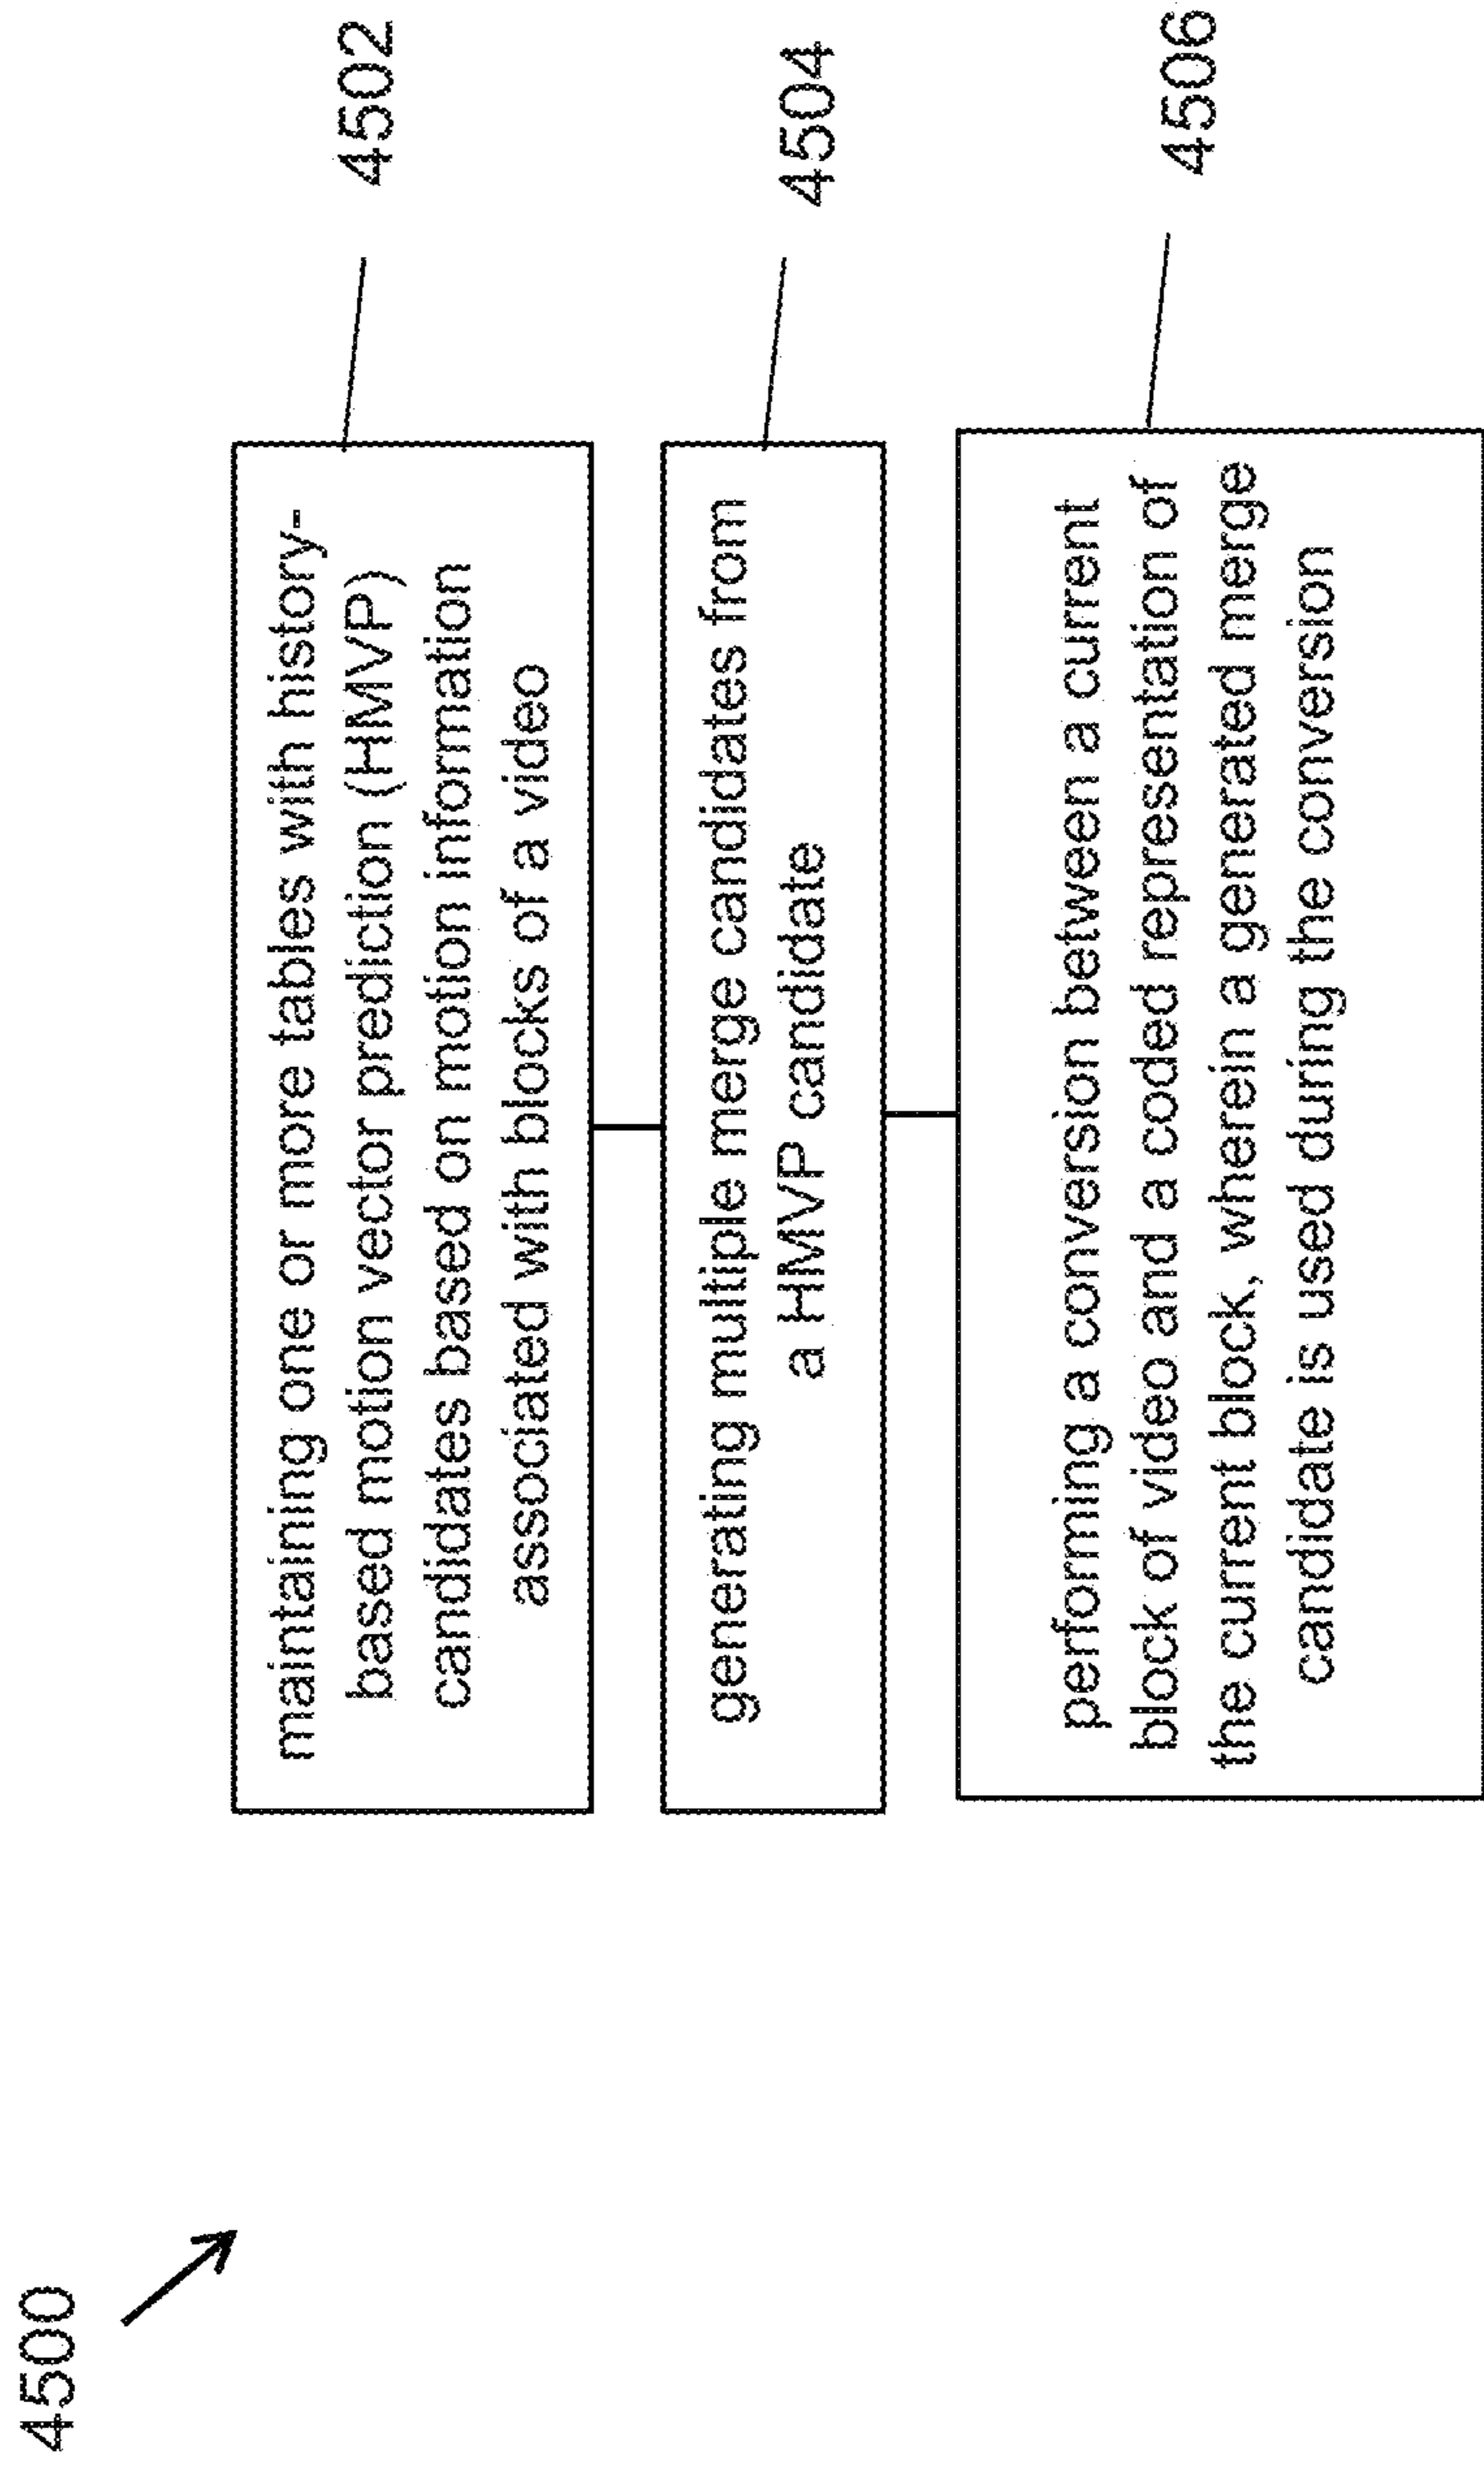 4500
maintaining one or more tables with history-
based motion vector prediction (HMVP)
candidates based on motion information
associated with blocks of a video
4502
generating multiple merge candidates from
a HMVP candidate
4504
performing a conversion between a current
block of video and a coded representation of
the current block, wherein a generated merge
candidate is used during the conversion
4506